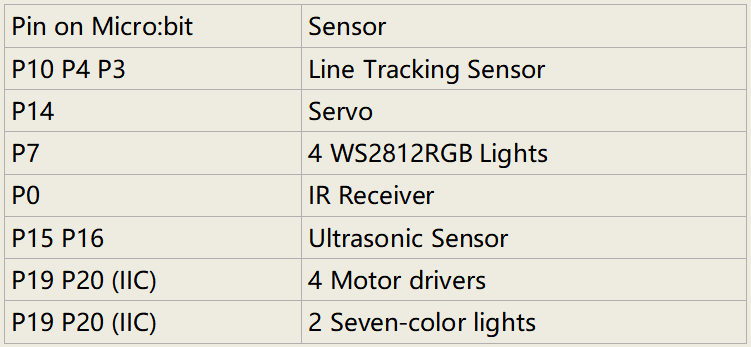 Pin on Micro:bit Sensor
P10 P4 P3 Line Tracking Sensor
P14 Servo
P7 4 WS2812RGB Lights
P0 IR Receiver
P15 P16 Ultrasonic Sensor
P19 P20 (IIC) 4 Motor drivers
P19 P20 (IIC) 2 Seven-color lights